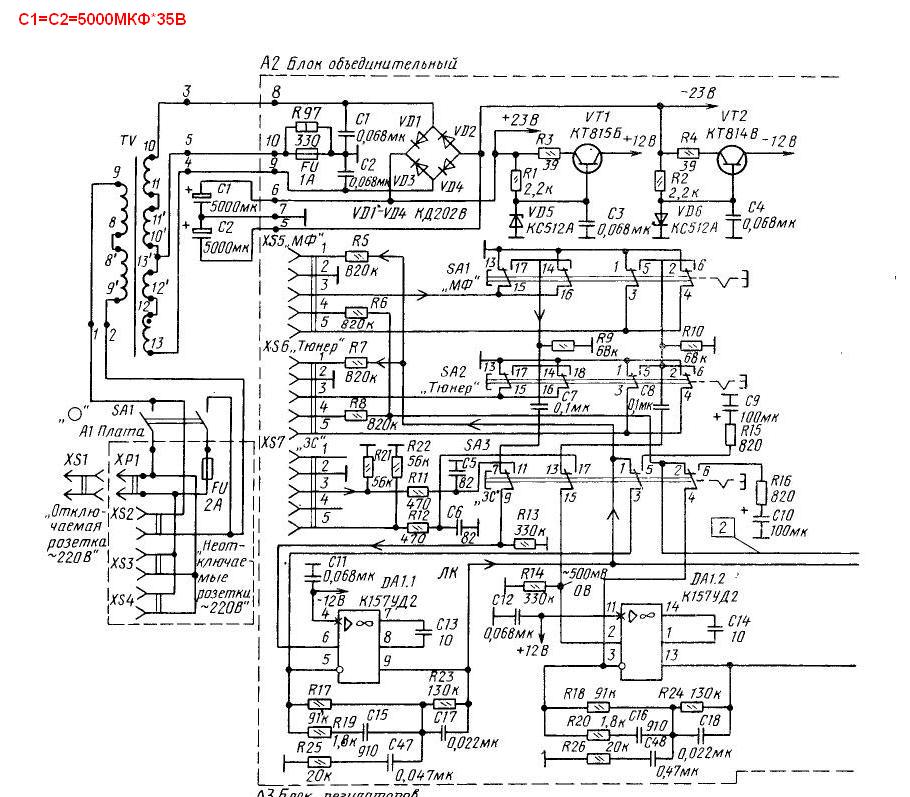 С1=С2=5000МКФ*35В
А2 Блок объединительный
3 8
-23В
R97
C1
0,068мк
VD1
VD2
+23В
VT1
КТ815Б
+12В
VT2
КТ814В
-12В
TV
10
5
10
330
FU
1А
4 9
C2
0,068мк
VD3
VD4
R3
39
R4
39
9
11
C1
5000мк
6
R1
2,2к
R2
2,2к
8
11'
7
VD1-VD4 КД202В
VD5
КС512А
C3
0,068мк
VD6
КС512А
C4
0,068мк
10'
C2
5000мк
5
8'
13'
XS5„МФ"
1
R5
820к
SA1
„МФ"
13 17 14 1 5 2 6
12'
2
9'
3
15 16 3 4
12
4
R6
820к
1 2
13
5
R9
68к
R10
68к
XS6„Тюнер"
1
R7
820к
SA2
„Тюнер"
13 17 14 18 1 5 2 6
2
3
15 16 3 4
C7
0,1мк
C8
0,1мк
C9
100мк
4
R8
820к
5
R15
820
„О"
SA1
А1 Плата
XS7
„ЗС"
R21
56к
R22
56к
SA3
XS1
XP1
1
C5
82
7 11 13 17 1 5 2 6
2
3
R11
470
„ЗС"
9 15 3 4
R16
820
FU
2А
4
R12
470
C6
82
R13
330к
C10
100мк
„Отключаемая розетка ~220В"
XS2
5
2
XS3
„Неотключаемые розетки ~220В"
XS4
C11
0,068мк
ЛК
-12В
DA1.1
К157УД2
R14
330к
~500мв
0В
DA1.2
К157УД2
C12
0,068мк
+12В
4 7
C13
10
11 14
C14
10
6 8
2 1
5 9
3 13
R17
91к
R23
130к
R18 91к
R24 130к
R19
1,8к
C15
910
C17
0,022мк
R20 1,8к
C16
910
C18
0,022мк
R25
20к
C47
0,047мк
R26
20к
C48
0,47мк
А3 Блок регуляторов